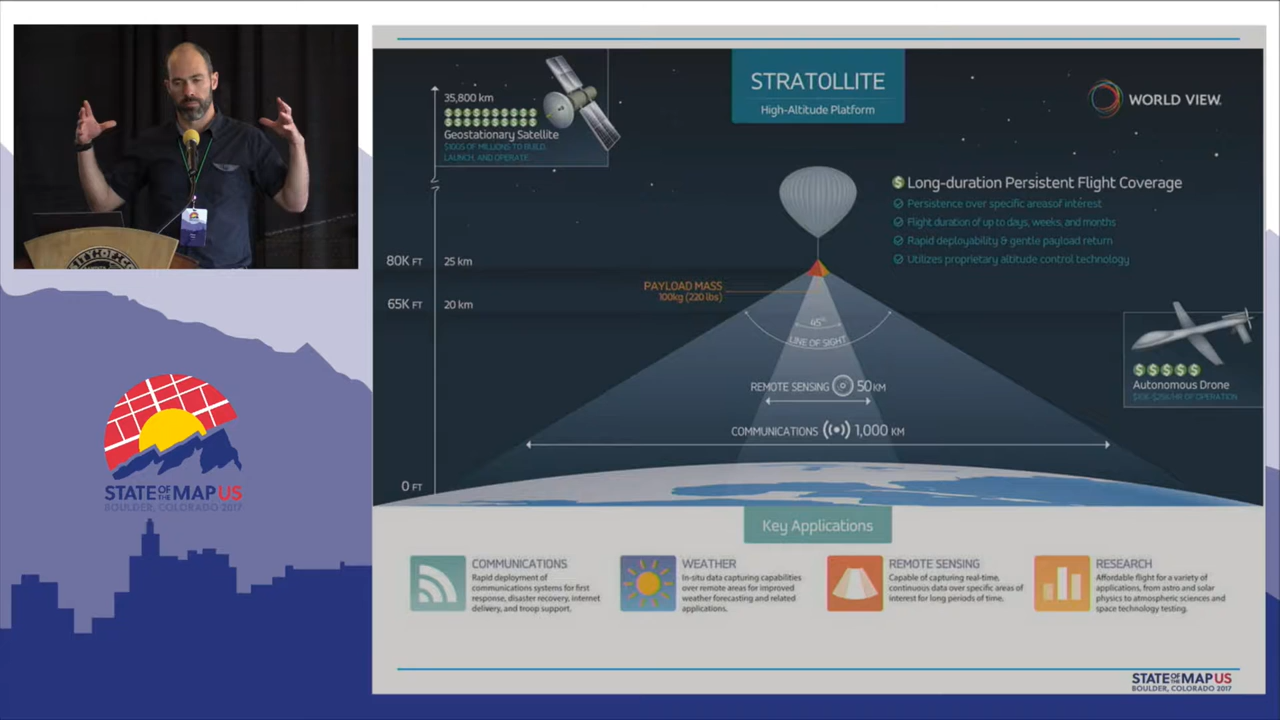 STRATOLLITE
High-Altitude Platform
WORLD VIEW.
35,800 km
$ $ $ $ $ $ $ $ $ $
$ $ $ $ $ $ $ $ $ $
Geostationary Satellite
$100S OF MILLIONS TO BUILD,
LAUNCH, AND OPERATE.
$ Long-duration Persistent Flight Coverage
Persistence over specific areasof interest
Flight duration of up to days, weeks, and months
Rapid deployability & gentle payload return
Utilizes proprietary altitude control technology
80K FT 25 km
65K FT 20 km
PAYLOAD MASS
100kg (220 lbs)
45°
LINE OF SIGHT
$ $ $ $ $
Autonomous Drone
/HR OF OPERATION
REMOTE SENSING 50 KM
COMMUNICATIONS 1,000 KM
0 FT
Key Applications
COMMUNICATIONS
Rapid deployment of
communications systems for first
response, disaster recovery, internet
delivery, and troop support.
WEATHER
In-situ data capturing capabilities
over remote areas for improved
weather forecasting and related
applications.
REMOTE SENSING
Capable of capturing real-time,
continuous data over specific areas of
interest for long periods of time.
RESEARCH
Affordable flight for a variety of
applications, from astro and solar
physics to atmospheric sciences and
space technology testing.
STATE OF THE MAP US
BOULDER, COLORADO 2017
STATE OF THE MAP US
BOULDER, COLORADO 2017